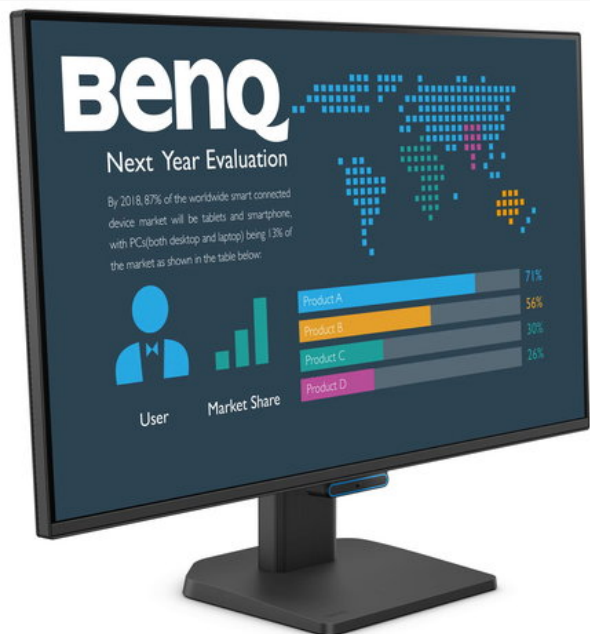 BenQ
Next Year Evaluation
By 2018, 87% of the worldwide smart connected
device market will be tablets and smartphone,
with PCs(both desktop and laptop) being 13% of
the market as shown in the table below:
User
Market Share
Product A 71%
Product B 56%
Product C 30%
Product D 26%